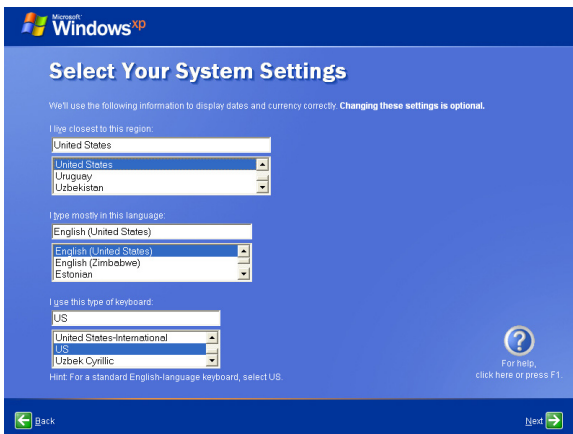 Microsoft
Windows xp
Select Your System Settings
We'll use the following information to display dates and currency correctly. Changing these settings is optional.
I live closest to this region:
United States
United States
Uruguay
Uzbekistan
I type mostly in this language:
English (United States)
English (United States)
English (Zimbabwe)
Estonian
I use this type of keyboard:
US
United States-International
US
Uzbek Cyrillic
Hint: For a standard English-language keyboard, select US.
For help,
click here or press F1.
Back
Next